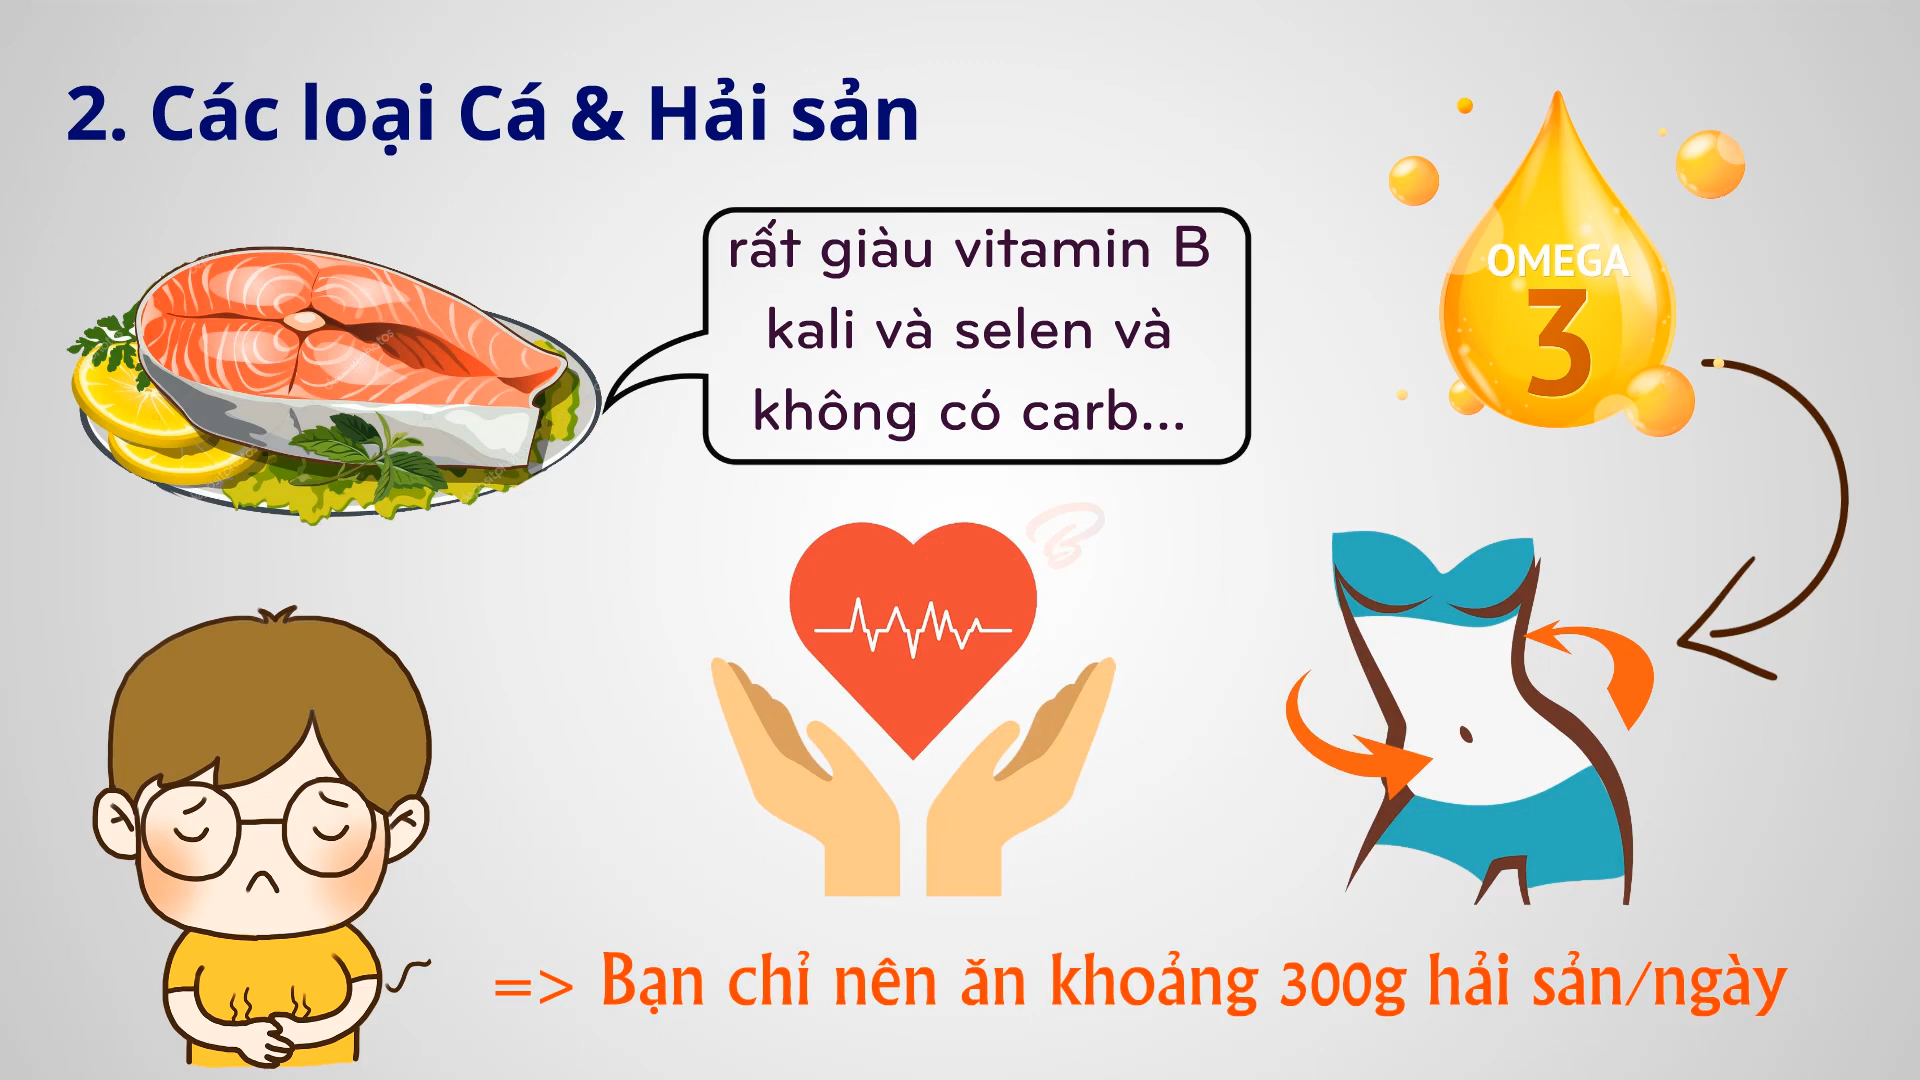 2. Các loại Cá & Hải sản
rất giàu vitamin B
kali và selen và
không có carb...
OMEGA
3
=> Bạn chỉ nên ăn khoảng 300g hải sản/ngày